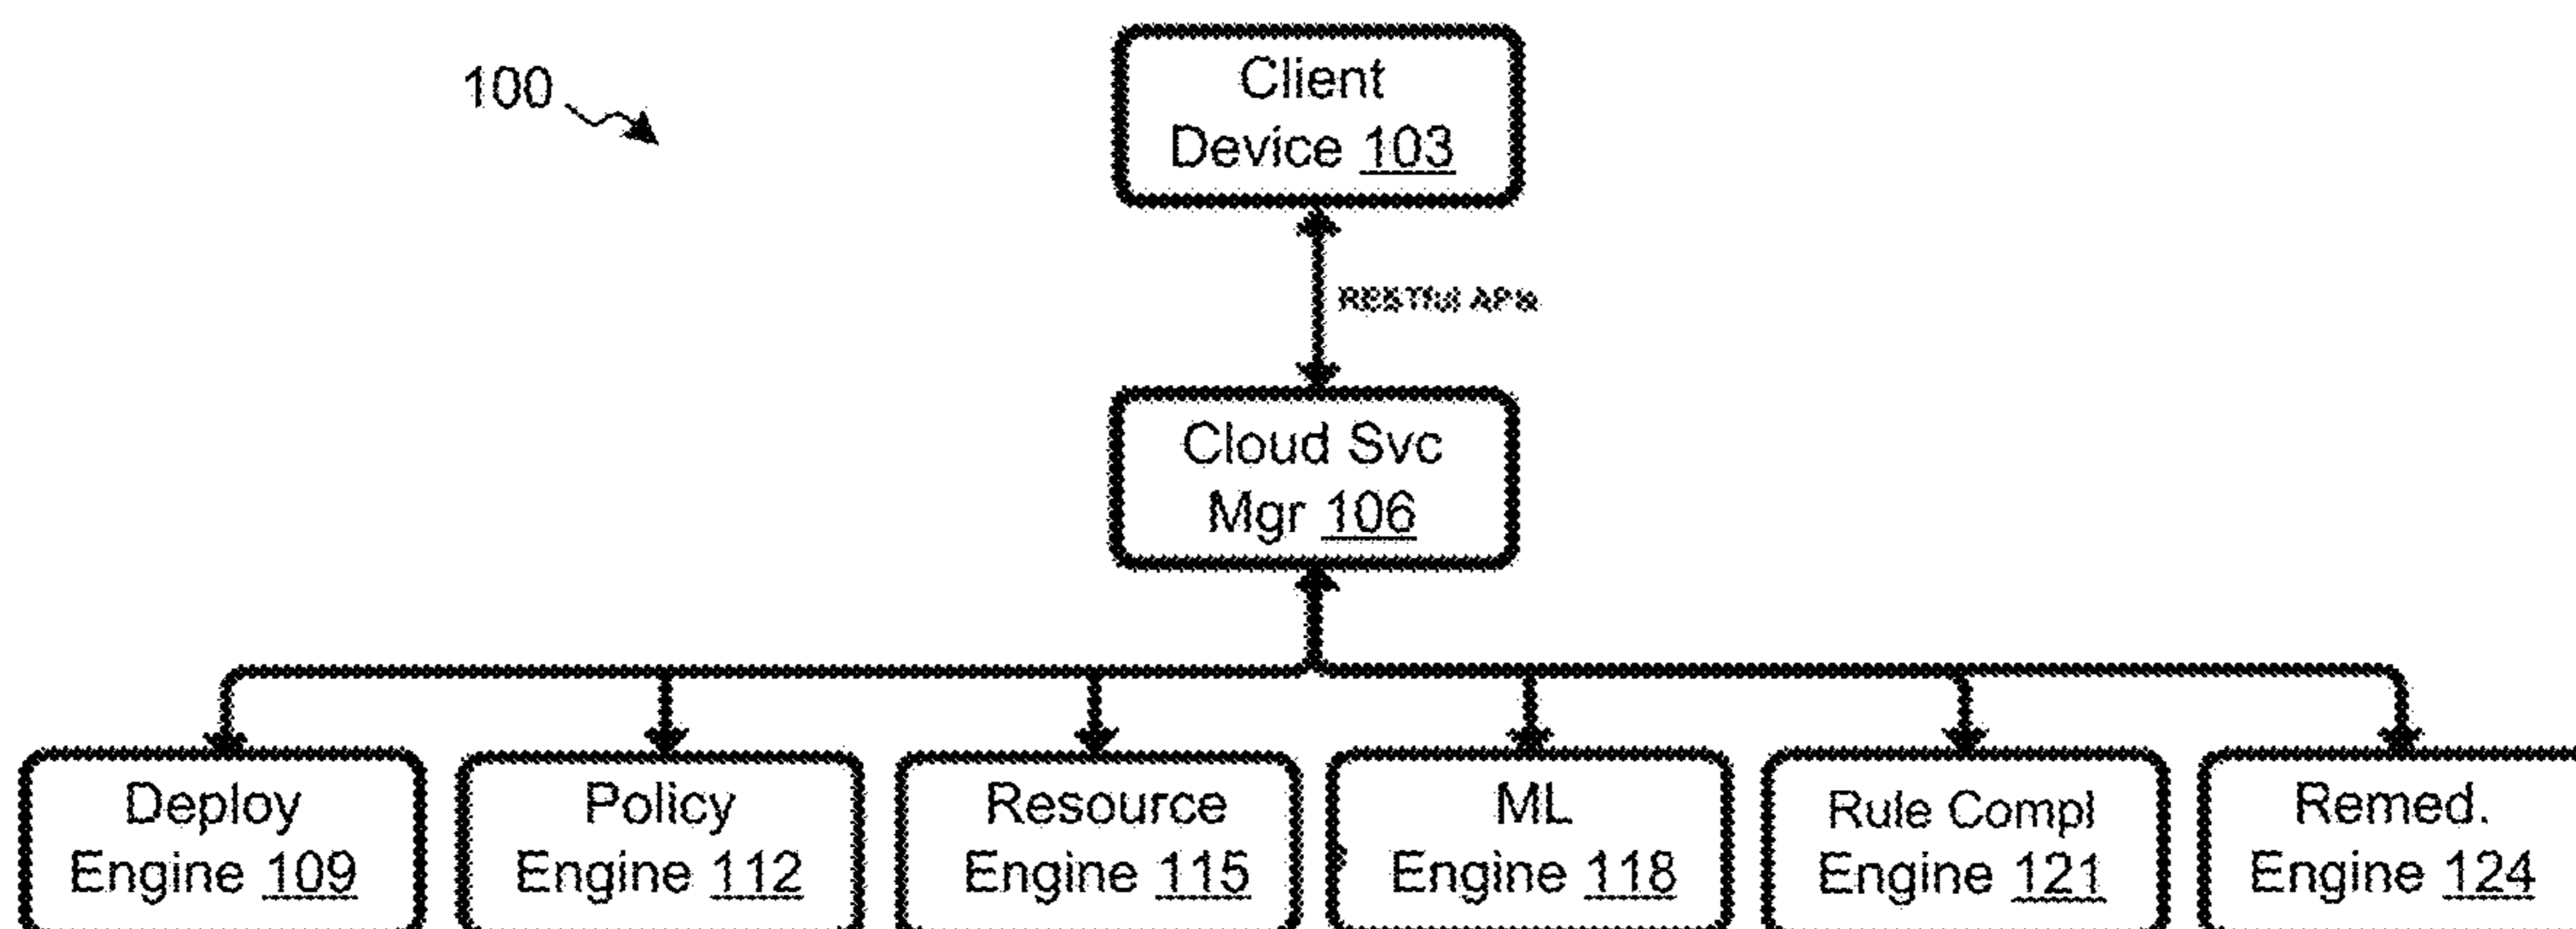 100
Client
Device 103
RESTful APIs
Cloud Svc
Mgr 106
Deploy
Engine 109
Policy
Engine 112
Resource
Engine 115
ML
Engine 118
Rule Compl
Engine 121
Remed.
Engine 124